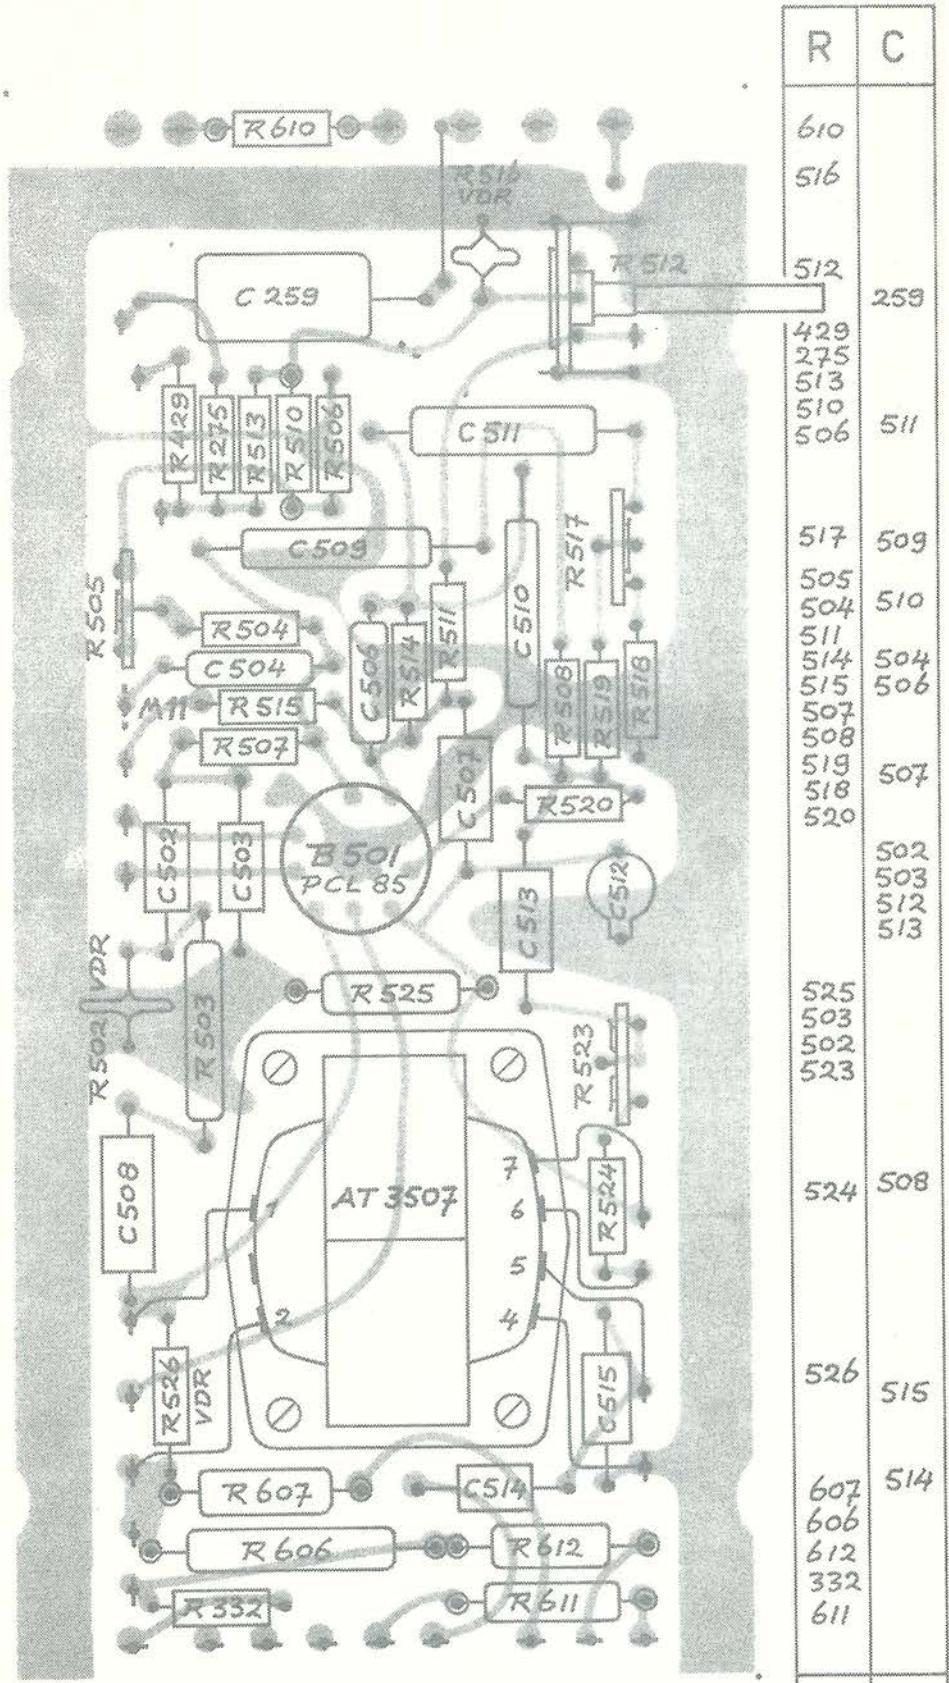 R C
R610
610
R516
VDR
516
R512
512
C 259
259
429
275
513
510
506
R429
R275
R513
R510
R506
C 511
511
C509
R517
517
509
R505
C510
505
504
511
514
515
507
508
519
518
520
510
504
506
507
R504
C506
R514
R511
C504
M11
R515
R508
R519
R518
R507
C507
R520
B501
PCL 85
C502
C503
C513
C512
502
503
512
513
VDR
R502
R503
R525
525
503
502
523
R523
C508
AT 3507
1
2
7
6
5
4
R524
524
508
R526
VDR
C515
526
515
R607
C514
607
606
612
332
611
514
R606
R612
R332
R611